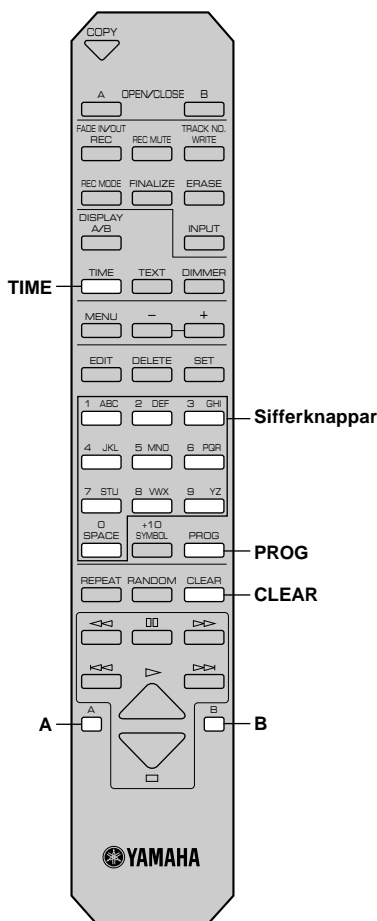 COPY
A OPEN/CLOSE B
FADE IN/OUT TRACK NO.
REC REC MUTE WRITE
REC MODE FINALIZE ERASE
DISPLAY
A/B INPUT
TIME TIME TEXT DIMMER
MENU – +
EDIT DELETE SET
1 ABC 2 DEF 3 GHI Sifferknappar
4 JKL 5 MNO 6 PQR
7 STU 8 VWX 9 YZ
0 +10
SPACE SYMBOL PROG PROG
REPEAT RANDOM CLEAR CLEAR
A A B B
YAMAHA